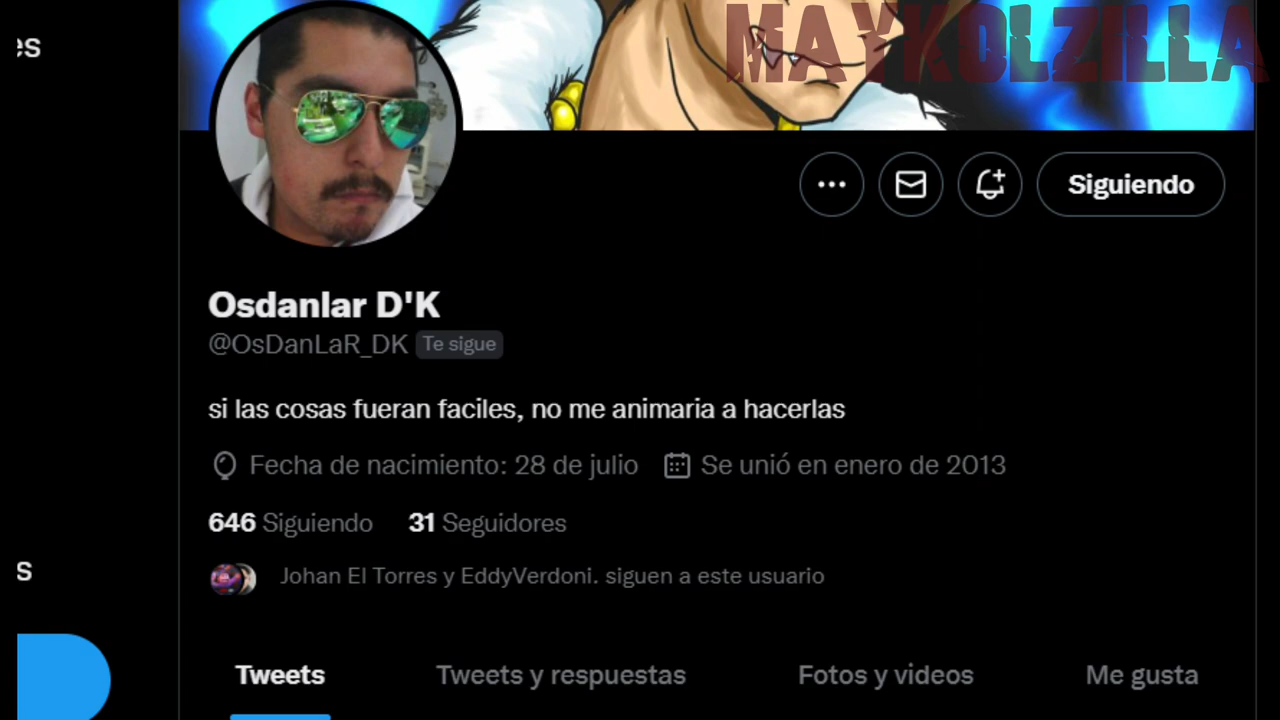 MAYKOLZILLA
es
Siguiendo
Osdanlar D'K
@OsDanLaR_DK Te sigue
si las cosas fueran faciles, no me animaria a hacerlas
Fecha de nacimiento: 28 de julio Se unió en enero de 2013
646 Siguiendo 31 Seguidores
s
Johan El Torres y EddyVerdoni. siguen a este usuario
Tweets Tweets y respuestas Fotos y videos Me gusta